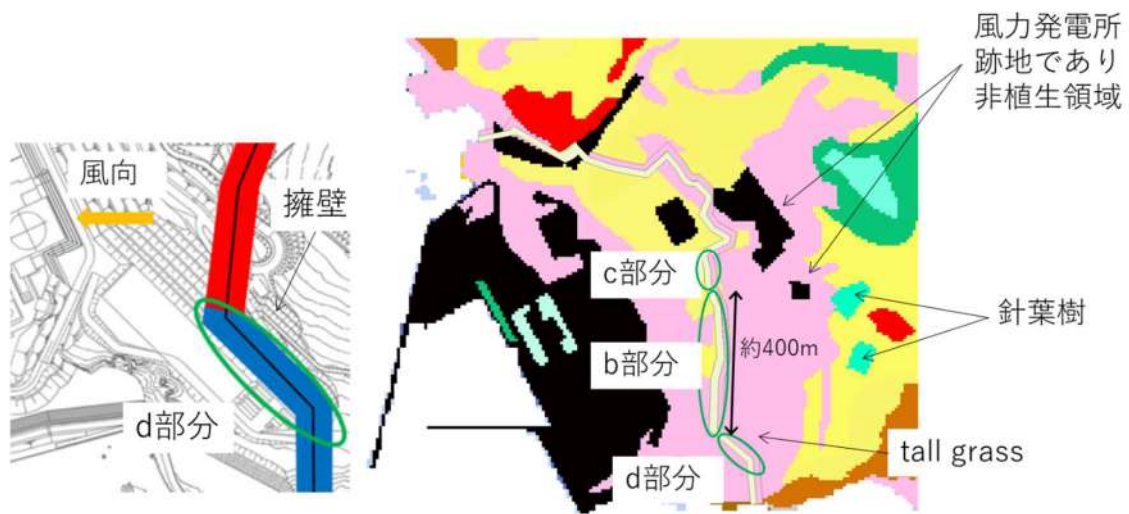 風向
擁壁
d部分
風力発電所
跡地であり
非植生領域
c部分
b部分
約400m
針葉樹
tall grass
d部分